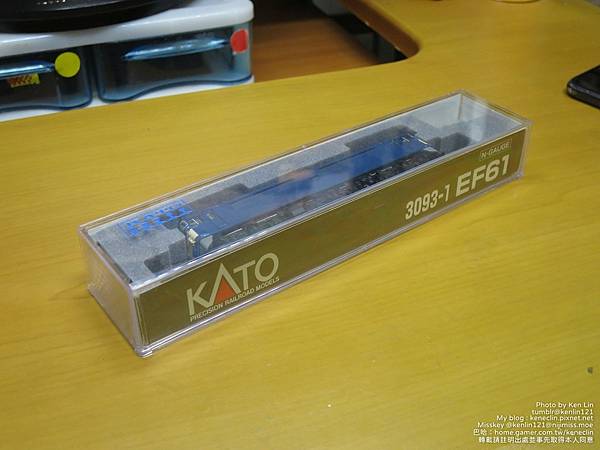 KATO
PRECISION RAILROAD MODELS
3093-1 EF61
N-GAUGE
Photo by Ken Lin
tumblr@kenlin121
My blog : keneclin.pixnet.net
Misskey @kenlin121@nijimiss.moe
巴哈：home.gamer.com.tw/keneclin
轉載請註明出處並事先取得本人同意